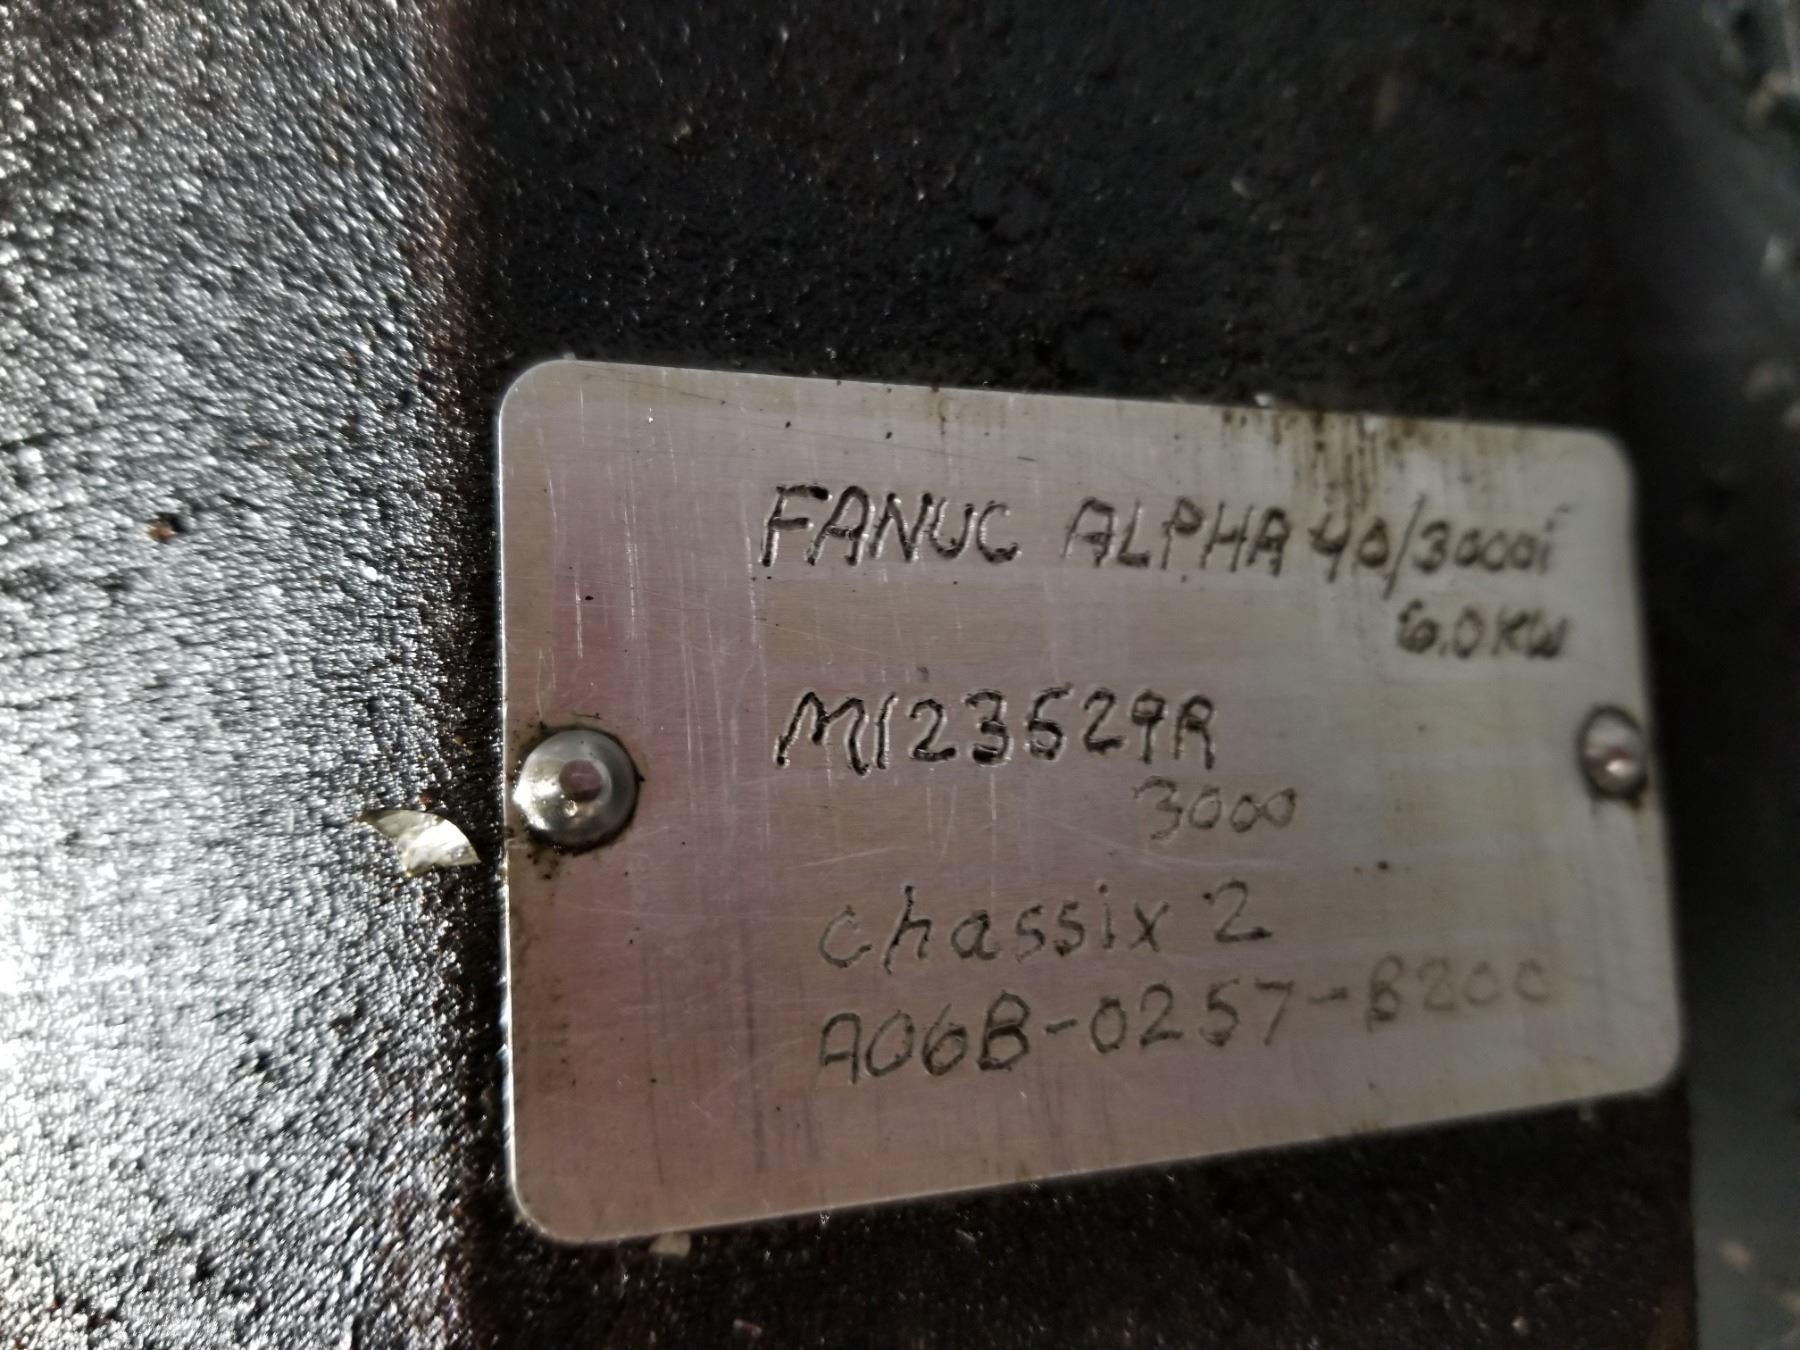 FANUC ALPHA 40/3000i
6.0KW
M123529R
3000
chassix 2
A06B-0257-B200